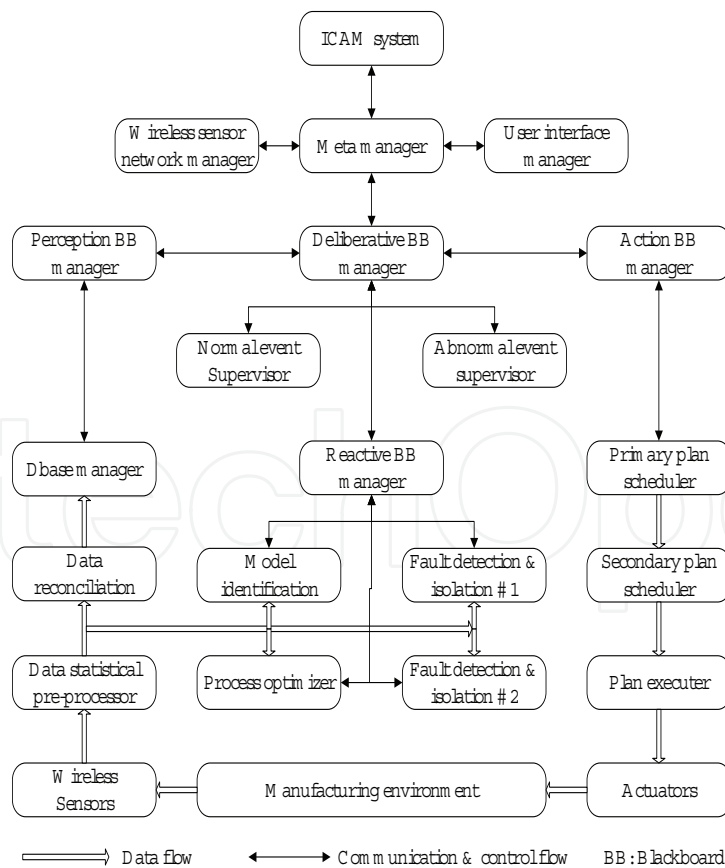 ICAM system
Wireless sensor
network manager
Meta manager
User interface
manager
Perception BB
manager
Deliberative BB
manager
Action BB
manager
Normal event
Supervisor
Abnormal event
supervisor
Dbase manager
Reactive BB
manager
Primary plan
scheduler
Data
reconciliation
Model
identification
Fault detection &
isolation #1
Secondary plan
scheduler
Data statistical
pre-processor
Process optimizer
Fault detection &
isolation #2
Plan executer
Wireless
Sensors
Manufacturing environment
Actuators
Data flow
Communication & control flow
BB: Blackboard